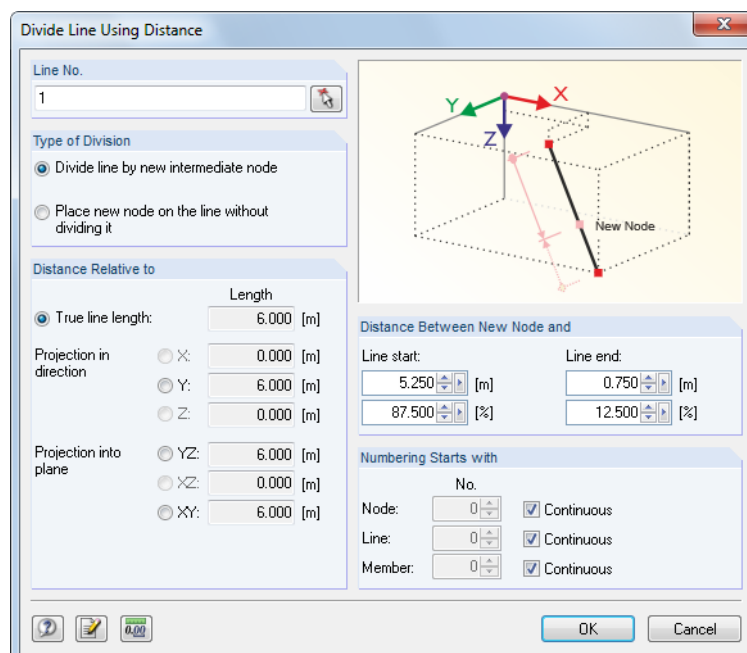 Divide Line Using Distance
Line No.
1
Type of Division
Divide line by new intermediate node
Place new node on the line without
dividing it
Distance Relative to
Length
True line length: 6.000 [m]
Projection in
direction
X: 0.000 [m]
Y: 6.000 [m]
Z: 0.000 [m]
Projection into
plane
YZ: 6.000 [m]
XZ: 0.000 [m]
XY: 6.000 [m]
Y
X
Z
New Node
Distance Between New Node and
Line start: Line end:
5.250 [m] 0.750 [m]
87.500 [%] 12.500 [%]
Numbering Starts with
No.
Node: 0 Continuous
Line: 0 Continuous
Member: 0 Continuous
0.00
OK Cancel